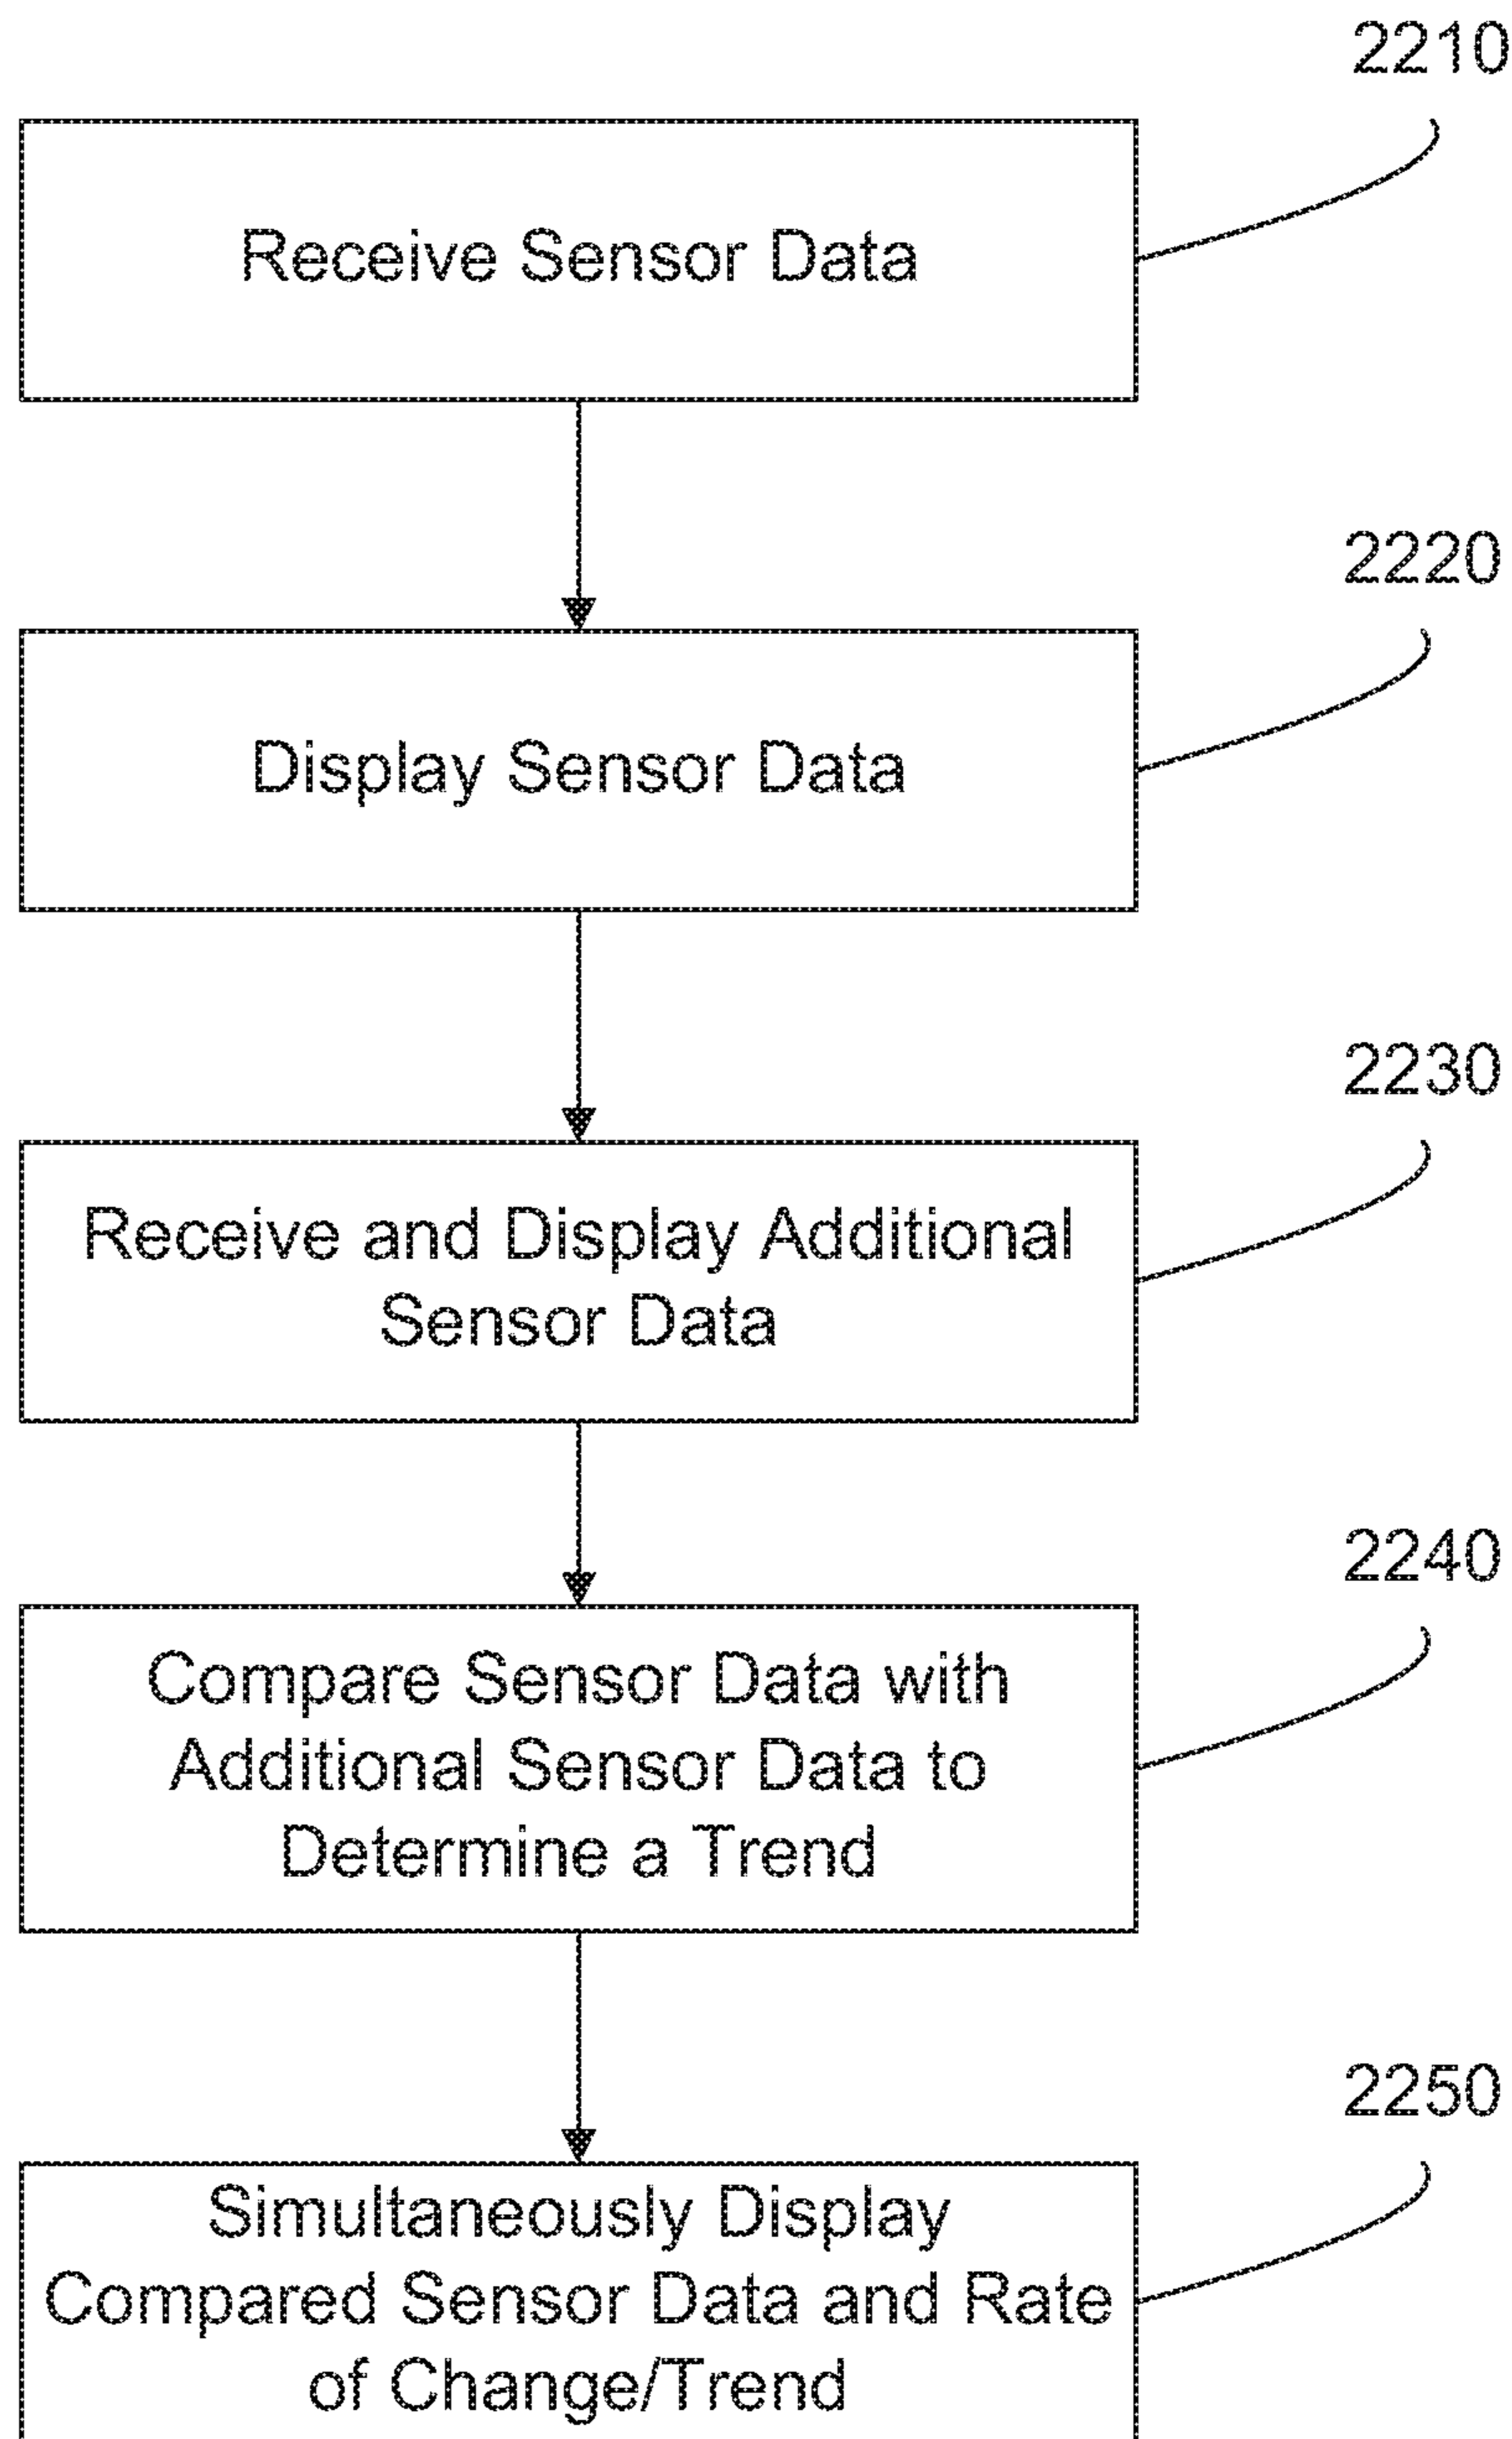 2210
Receive Sensor Data
2220
Display Sensor Data
2230
Receive and Display Additional
Sensor Data
2240
Compare Sensor Data with
Additional Sensor Data to
Determine a Trend
2250
Simultaneously Display
Compared Sensor Data and Rate
of Change/Trend